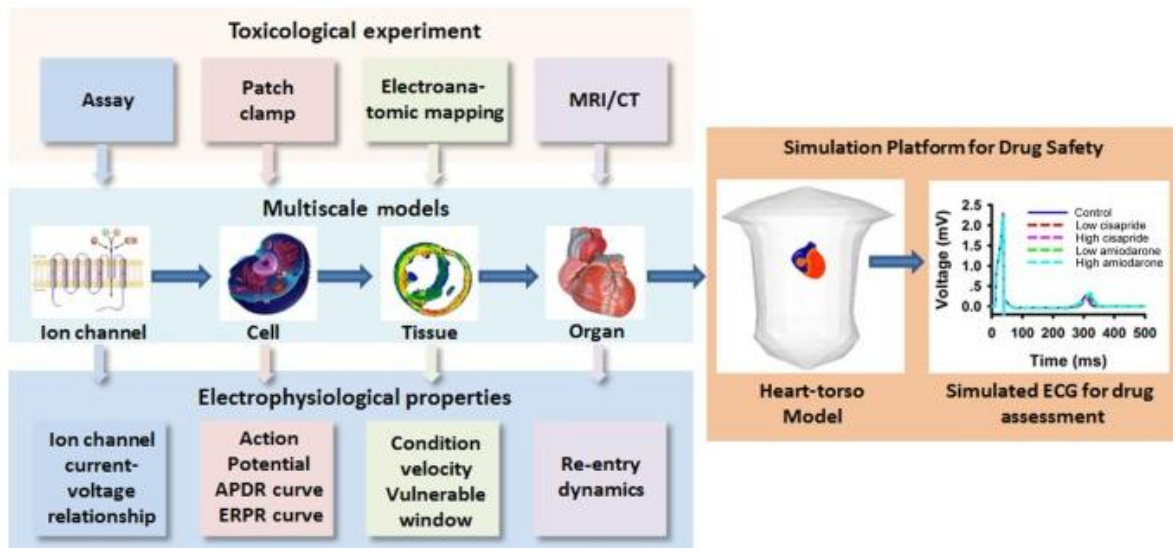 Toxicological experiment
Assay
Patch
clamp
Electroana-
tomic mapping
MRI/CT
Multiscale models
Ion channel
Cell
Tissue
Organ
Electrophysiological properties
Ion channel
current-
voltage
relationship
Action
Potential
APDR curve
ERPR curve
Condition
velocity
Vulnerable
window
Re-entry
dynamics
Simulation Platform for Drug Safety
Heart-torso
Model
Voltage (mV)
2.5
2.0
1.5
1.0
0.5
.0.0
Control
Low cisapride
High cisapride
Low amiodarone
High amiodarone
0 100 200 300 400 500
Time (ms)
Simulated ECG for drug
assessment